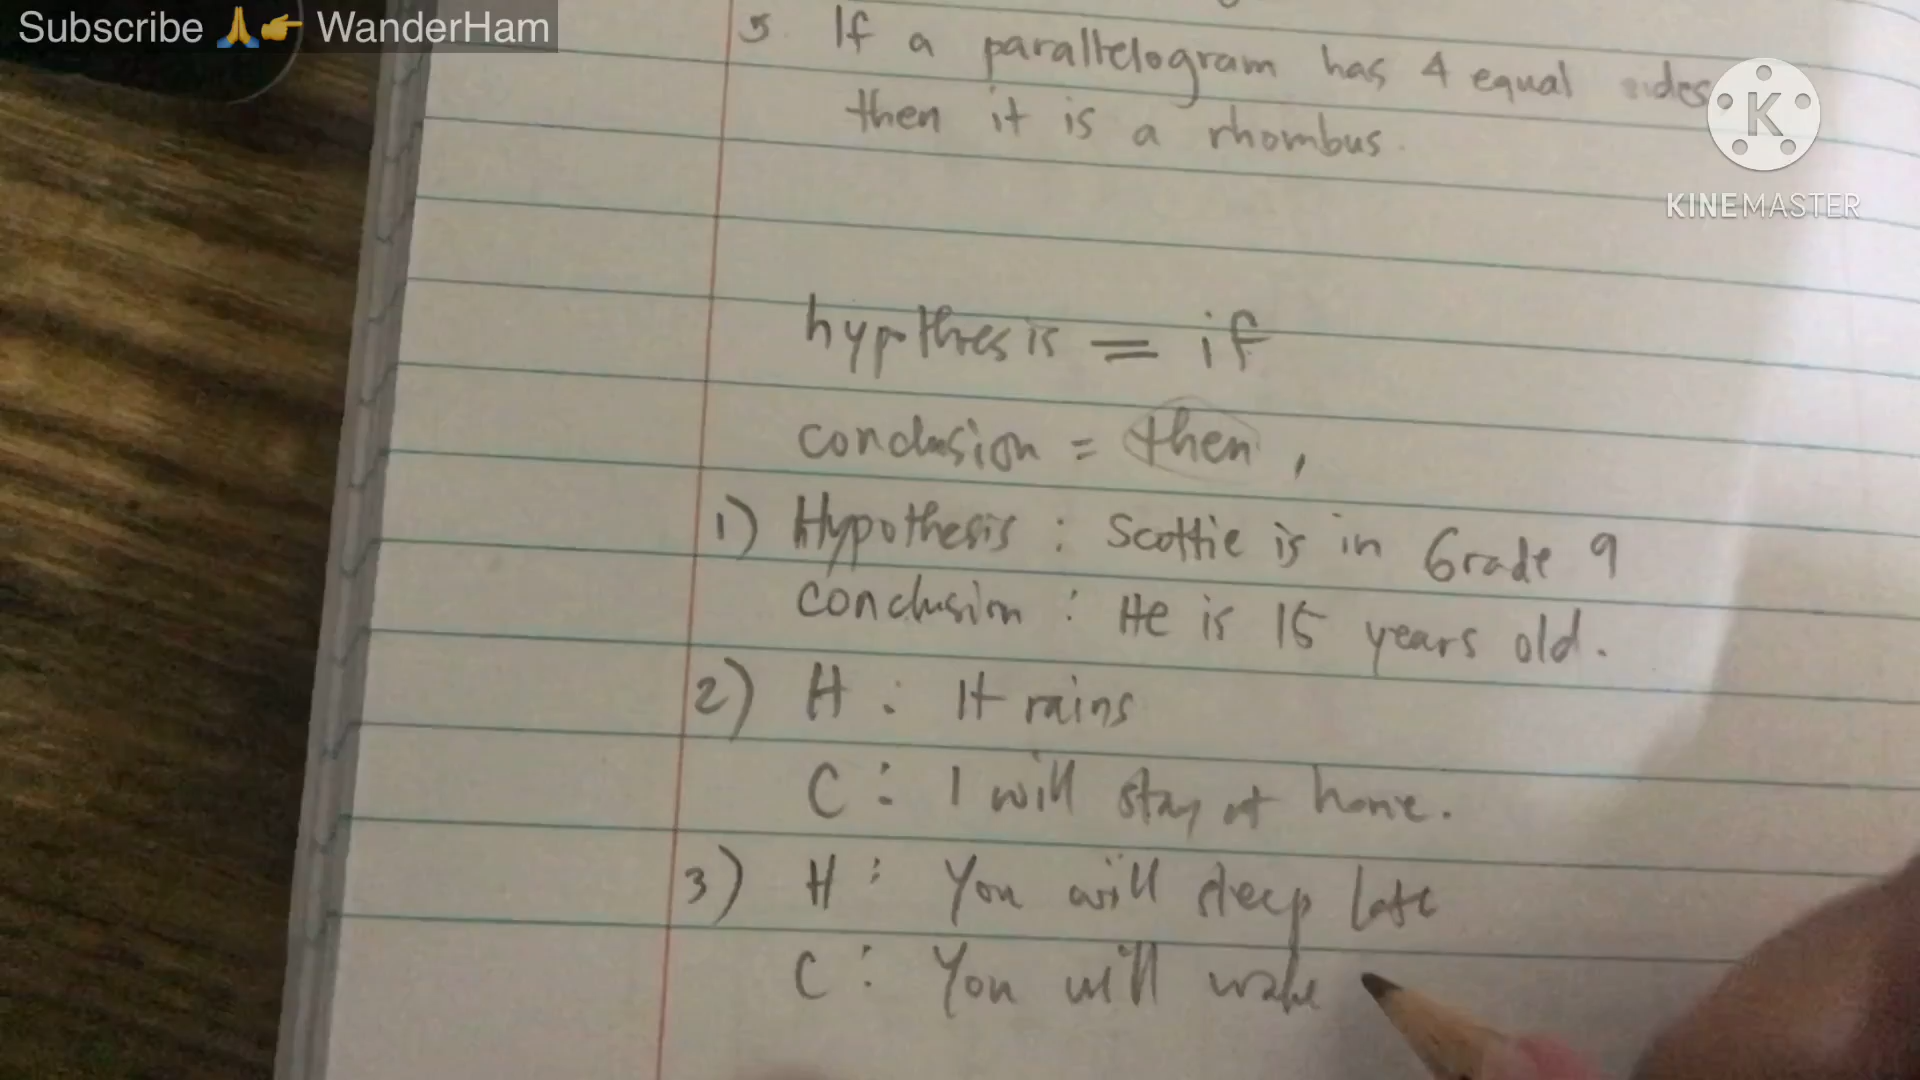 Subscribe 🙏👉 WanderHam
5. If a parallelogram has 4 equal sides
then it is a rhombus.
KINEMASTER
hypothesis = if
conclusion = then,
1) Hypothesis : Scottie is in Grade 9
conclusion : He is 15 years old.
2) H : It rains
C : I will stay at home.
3) H : You will sleep late
C : You will wake